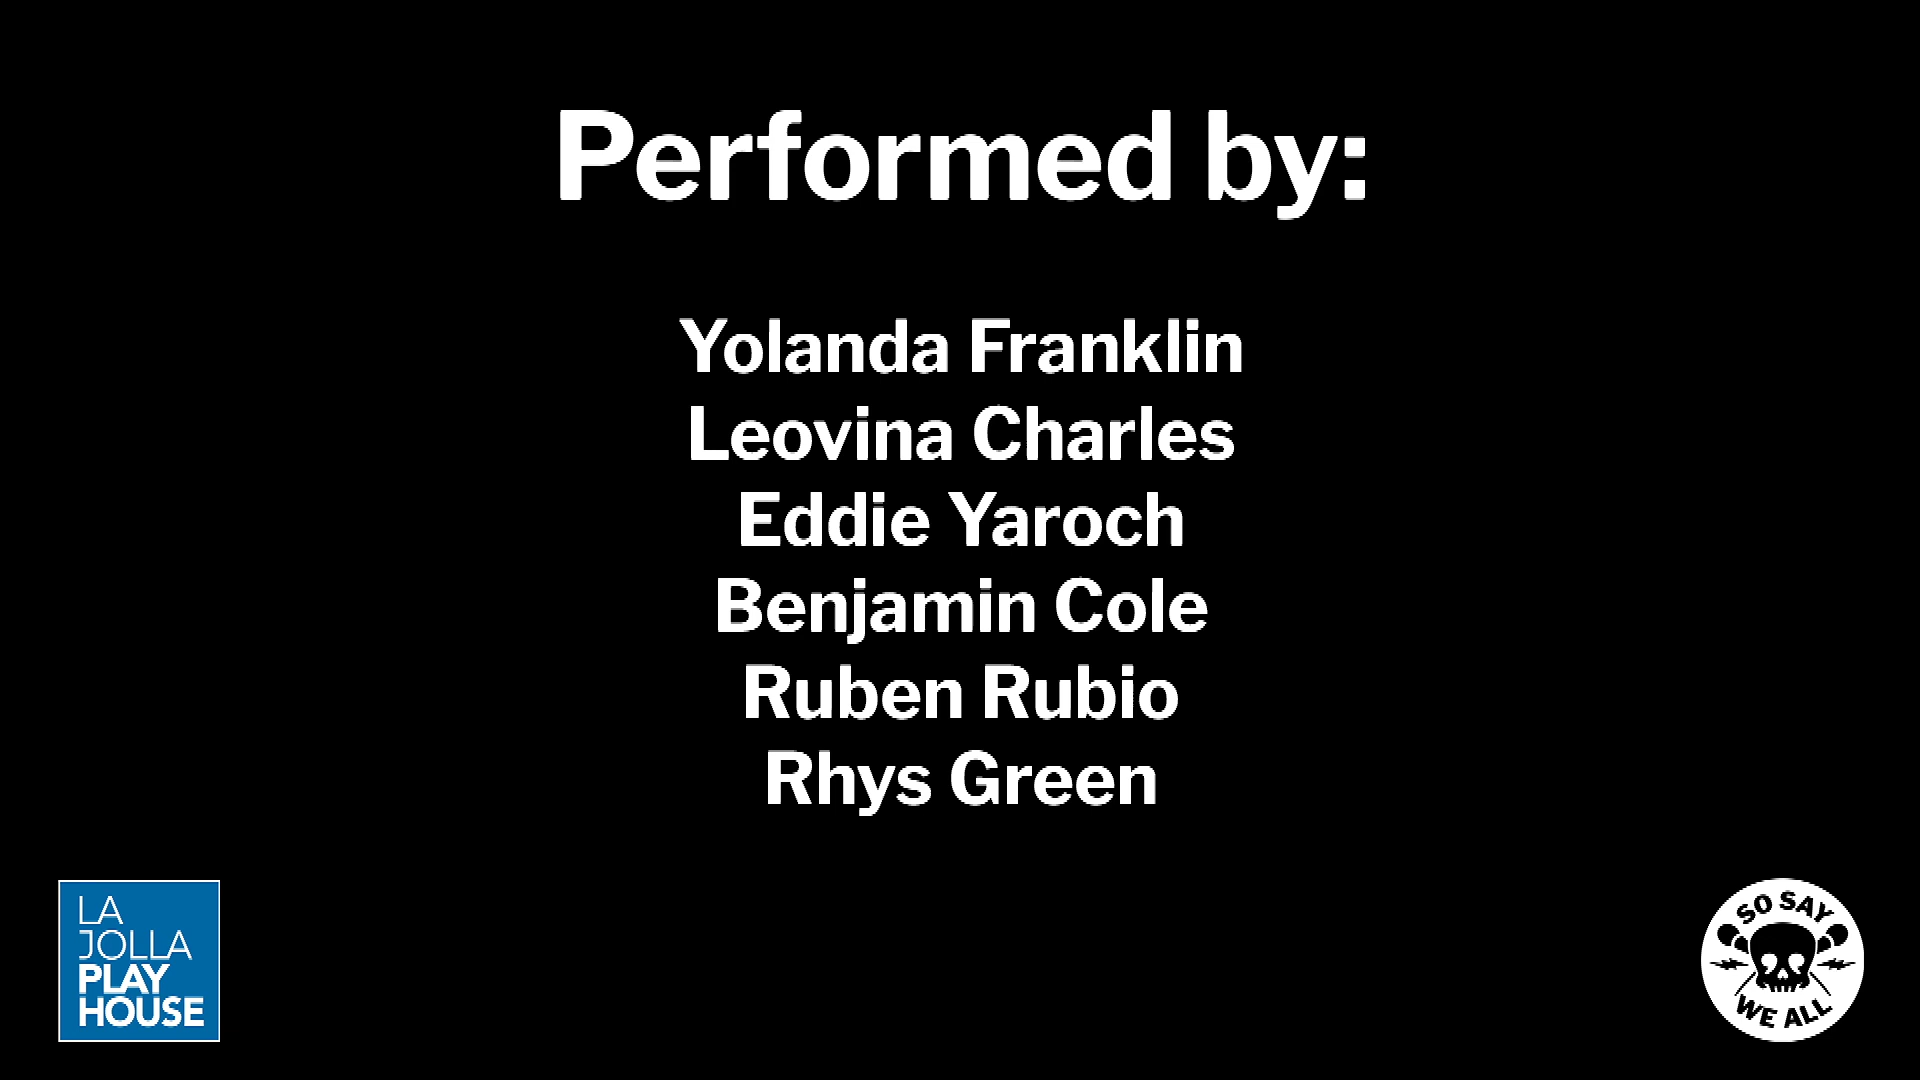 Performed by:
Yolanda Franklin
Leovina Charles
Eddie Yaroch
Benjamin Cole
Ruben Rubio
Rhys Green
LA
JOLLA
PLAY
HOUSE
SO SAY
WE ALL